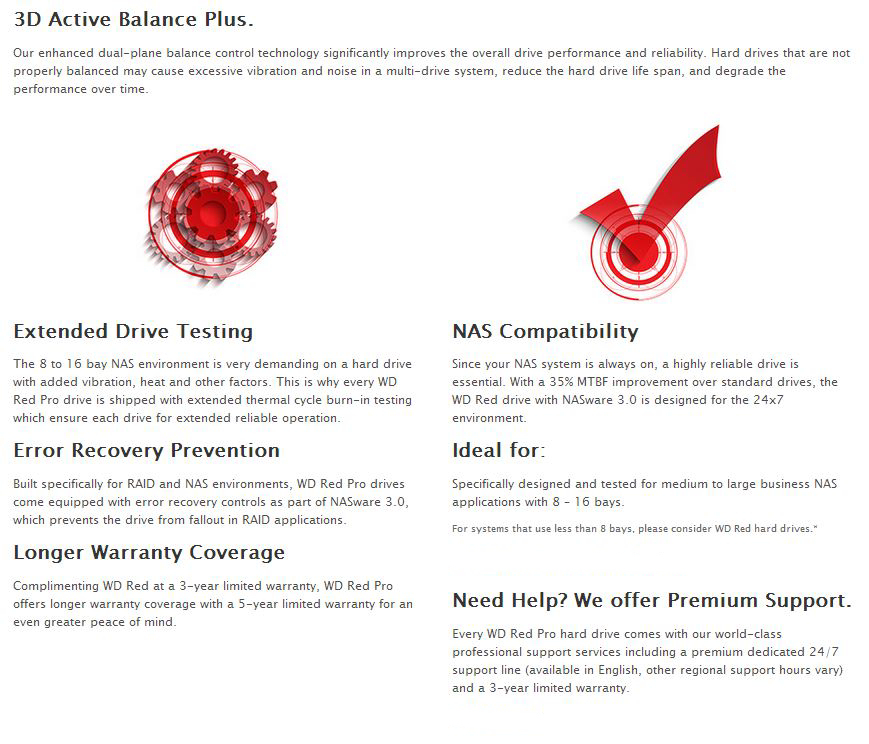 3D Active Balance Plus.
Our enhanced dual-plane balance control technology significantly improves the overall drive performance and reliability. Hard drives that are not
properly balanced may cause excessive vibration and noise in a multi-drive system, reduce the hard drive life span, and degrade the
performance over time.
Extended Drive Testing
The 8 to 16 bay NAS environment is very demanding on a hard drive
with added vibration, heat and other factors. This is why every WD
Red Pro drive is shipped with extended thermal cycle burn-in testing
which ensure each drive for extended reliable operation.
Error Recovery Prevention
Built specifically for RAID and NAS environments, WD Red Pro drives
come equipped with error recovery controls as part of NASware 3.0,
which prevents the drive from fallout in RAID applications.
Longer Warranty Coverage
Complimenting WD Red at a 3-year limited warranty, WD Red Pro
offers longer warranty coverage with a 5-year limited warranty for an
even greater peace of mind.
NAS Compatibility
Since your NAS system is always on, a highly reliable drive is
essential. With a 35% MTBF improvement over standard drives, the
WD Red drive with NASware 3.0 is designed for the 24x7
environment.
Ideal for:
Specifically designed and tested for medium to large business NAS
applications with 8 - 16 bays.
For systems that use less than 8 bays, please consider WD Red hard drives.*
Need Help? We offer Premium Support.
Every WD Red Pro hard drive comes with our world-class
professional support services including a premium dedicated 24/7
support line (available in English, other regional support hours vary)
and a 3-year limited warranty.